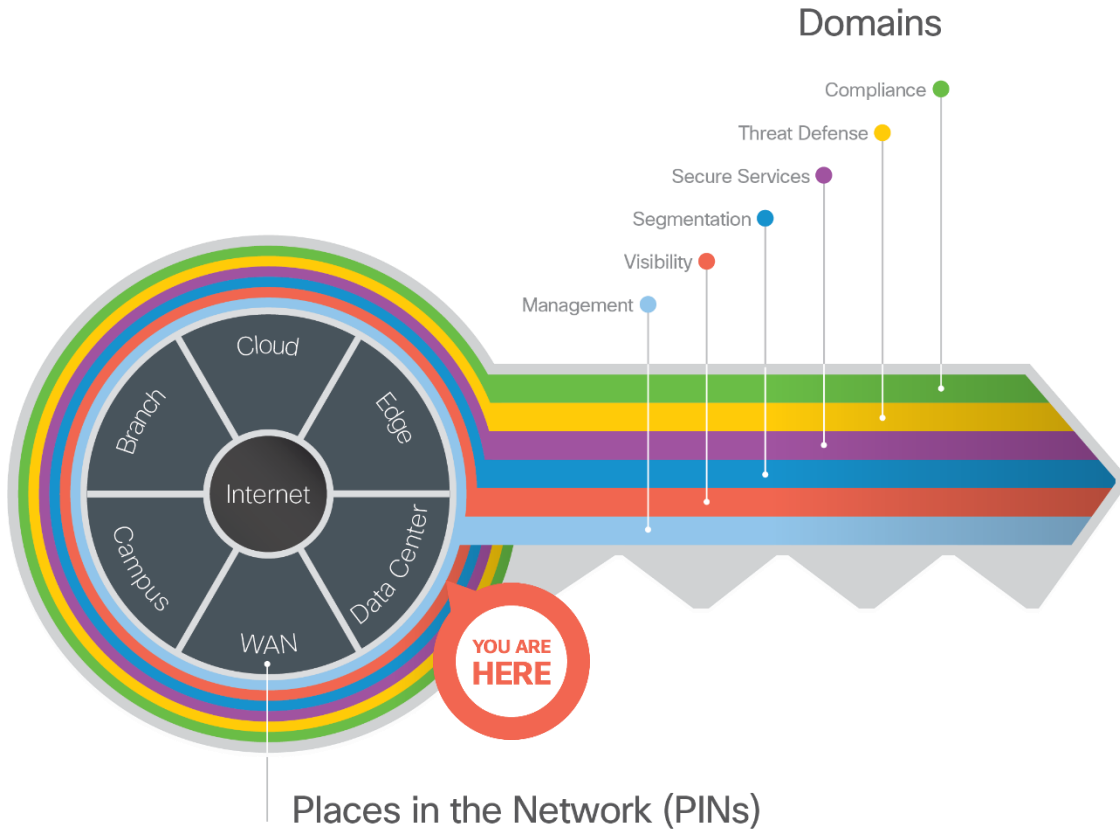 Domains
Compliance
Threat Defense
Secure Services
Segmentation
Visibility
Management
Cloud
Branch
Edge
Internet
Campus
Data Center
WAN
YOU ARE
HERE
Places in the Network (PINs)